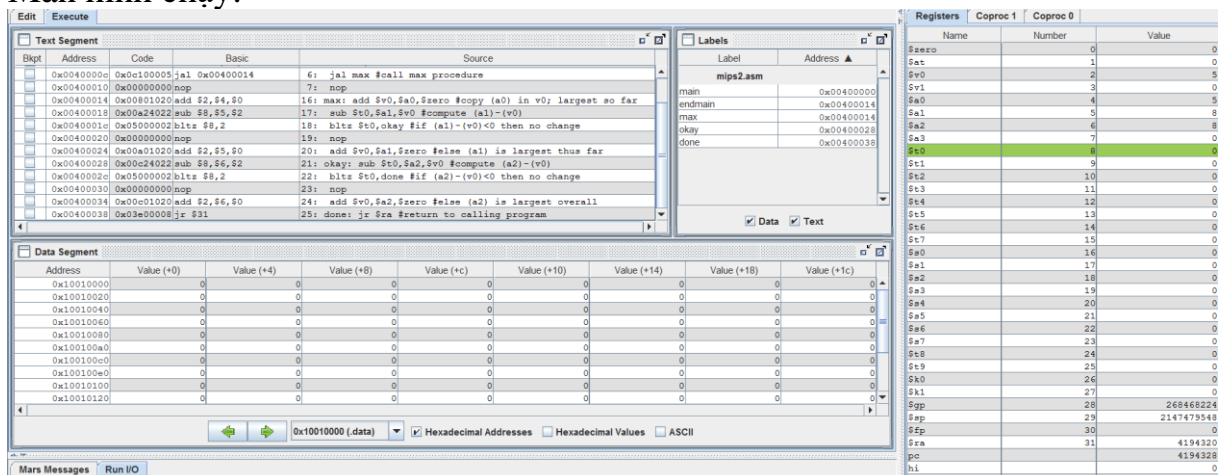 Màn hình chạy:
Edit Execute
Text Segment
Bkpt Address Code Basic Source
0x0040000c 0x0c100005 jal 0x00400014 6: jal max #call max procedure
0x00400010 0x00000000 nop 7: nop
0x00400014 0x00801020 add $2,$4,$0 16: max: add $v0,$a0,$zero #copy (a0) in v0; largest so far
0x00400018 0x00a24022 sub $8,$5,$2 17: sub $t0,$a1,$v0 #compute (a1)-(v0)
0x0040001c 0x05000002 bltz $8,2 18: bltz $t0,okay #if (a1)-(v0)<0 then no change
0x00400020 0x00000000 nop 19: nop
0x00400024 0x00a01020 add $2,$5,$0 20: add $v0,$a1,$zero #else (a1) is largest thus far
0x00400028 0x00c24022 sub $8,$6,$2 21: okay: sub $t0,$a2,$v0 #compute (a2)-(v0)
0x0040002c 0x05000002 bltz $8,2 22: bltz $t0,done #if (a2)-(v0)<0 then no change
0x00400030 0x00000000 nop 23: nop
0x00400034 0x00c01020 add $2,$6,$0 24: add $v0,$a2,$zero #else (a2) is largest overall
0x00400038 0x03e00008 jr $31 25: done: jr $ra #return to calling program
Labels
Label Address ▲
mips2.asm
main 0x00400000
endmain 0x00400014
max 0x00400014
okay 0x00400028
done 0x00400038
Data Text
Data Segment
Address Value (+0) Value (+4) Value (+8) Value (+c) Value (+10) Value (+14) Value (+18) Value (+1c)
0x10010000 0 0 0 0 0 0 0 0
0x10010020 0 0 0 0 0 0 0 0
0x10010040 0 0 0 0 0 0 0 0
0x10010060 0 0 0 0 0 0 0 0
0x10010080 0 0 0 0 0 0 0 0
0x100100a0 0 0 0 0 0 0 0 0
0x100100c0 0 0 0 0 0 0 0 0
0x100100e0 0 0 0 0 0 0 0 0
0x10010100 0 0 0 0 0 0 0 0
0x10010120 0 0 0 0 0 0 0 0
0x10010000 (.data) Hexadecimal Addresses Hexadecimal Values ASCII
Mars Messages Run I/O
Registers Coproc 1 Coproc 0
Name Number Value
$zero 0 0
$at 1 0
$v0 2 5
$v1 3 0
$a0 4 5
$a1 5 8
$a2 6 8
$a3 7 0
$t0 8 0
$t1 9 0
$t2 10 0
$t3 11 0
$t4 12 0
$t5 13 0
$t6 14 0
$t7 15 0
$s0 16 0
$s1 17 0
$s2 18 0
$s3 19 0
$s4 20 0
$s5 21 0
$s6 22 0
$s7 23 0
$t8 24 0
$t9 25 0
$k0 26 0
$k1 27 0
$gp 28 268468224
$sp 29 2147479548
$fp 30 0
$ra 31 4194320
pc 4194328
hi 0